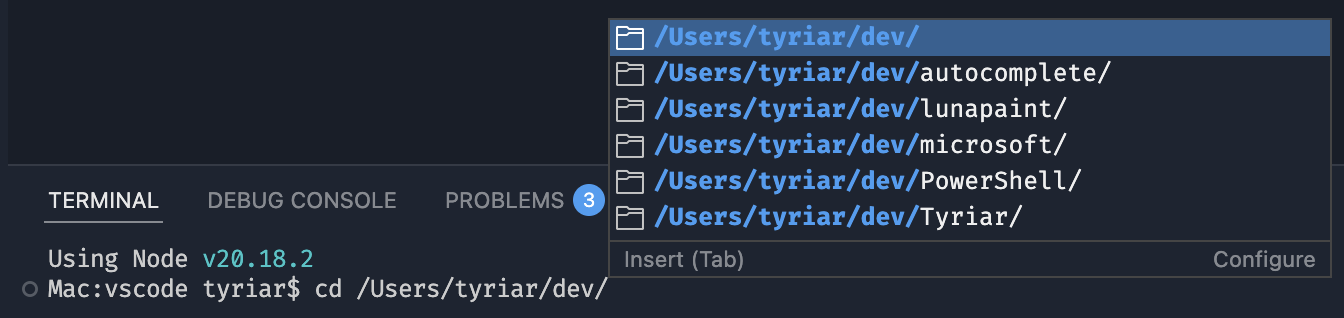 /Users/tyriar/dev/
/Users/tyriar/dev/autocomplete/
/Users/tyriar/dev/lunapaint/
/Users/tyriar/dev/microsoft/
/Users/tyriar/dev/PowerShell/
/Users/tyriar/dev/Tyriar/
Insert (Tab) Configure
TERMINAL DEBUG CONSOLE PROBLEMS 3
Using Node v20.18.2
Mac:vscode tyriar$ cd /Users/tyriar/dev/